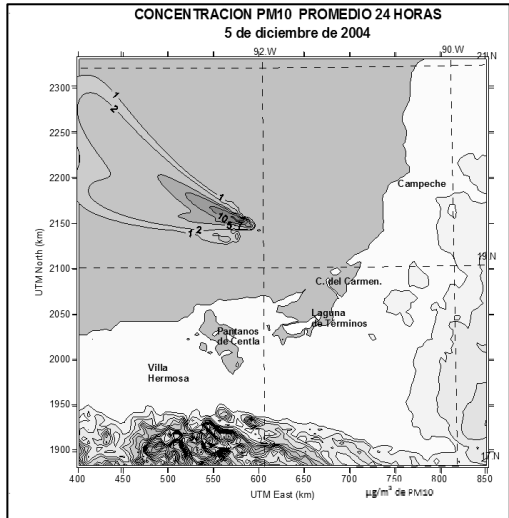 CONCENTRACION PM10 PROMEDIO 24 HORAS
5 de diciembre de 2004
92.W
90.W
21.N
2300
2250
2200
2150
2100
2050
2000
1950
1900
UTM North (km)
1
2
1
10
5
1
2
Campeche
19.N
C. del Carmen.
Laguna
de Términos
Pantanos
de Centla
Villa
Hermosa
17.N
400 450 500 550 600 650 700 750 800 850
UTM East (km)
µg/m³ de PM10